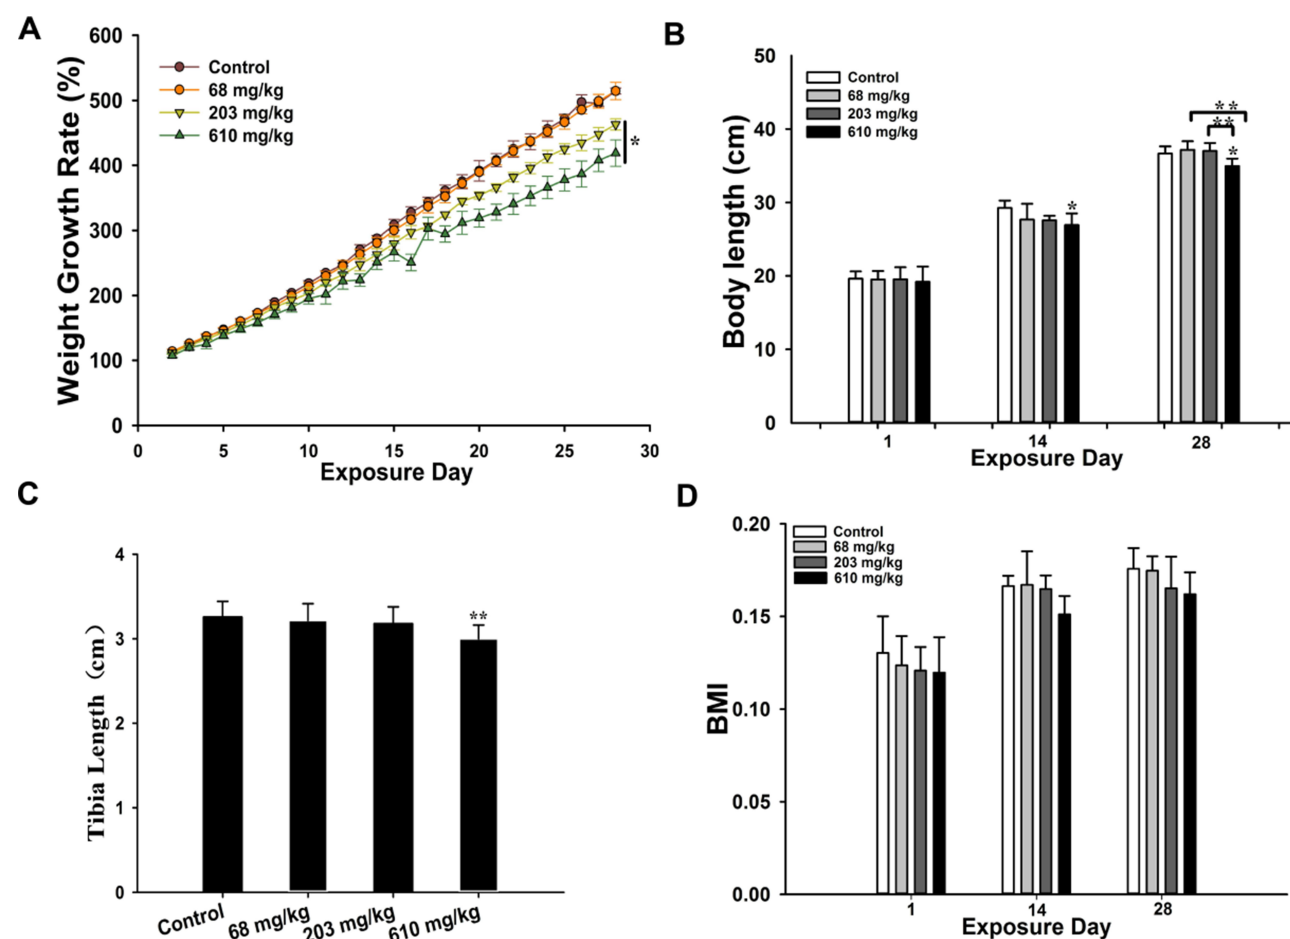 A
Weight Growth Rate (%)
600
500
400
300
200
100
0
Control
68 mg/kg
203 mg/kg
610 mg/kg
*
0
5
10
15
20
25
30
Exposure Day
B
Body length (cm)
50
40
30
20
10
0
Control
68 mg/kg
203 mg/kg
610 mg/kg
*
**
**
*
1
14
28
Exposure Day
C
Tibia Length (cm)
4
3
2
1
0
**
Control
68 mg/kg
203 mg/kg
610 mg/kg
D
BMI
0.20
0.15
0.10
0.05
0.00
Control
68 mg/kg
203 mg/kg
610 mg/kg
1
14
28
Exposure Day